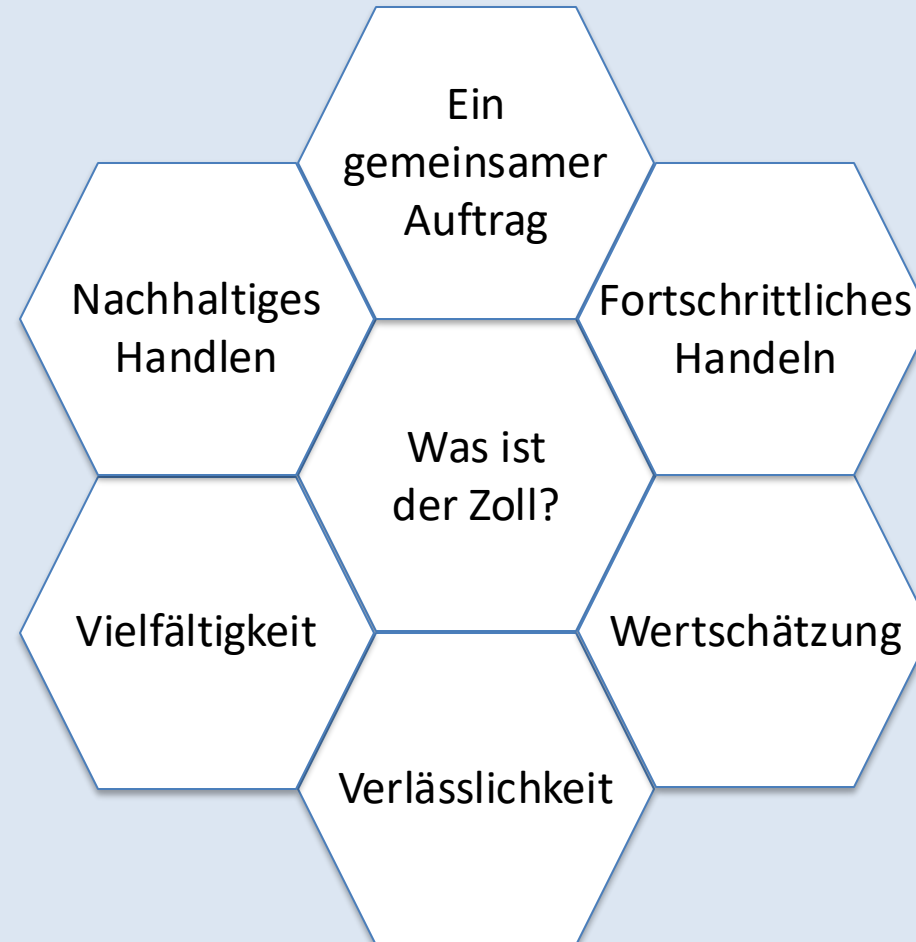 Ein
gemeinsamer
Auftrag
Nachhaltiges
Handlen
Fortschrittliches
Handeln
Was ist
der Zoll?
Vielfältigkeit
Wertschätzung
Verlässlichkeit